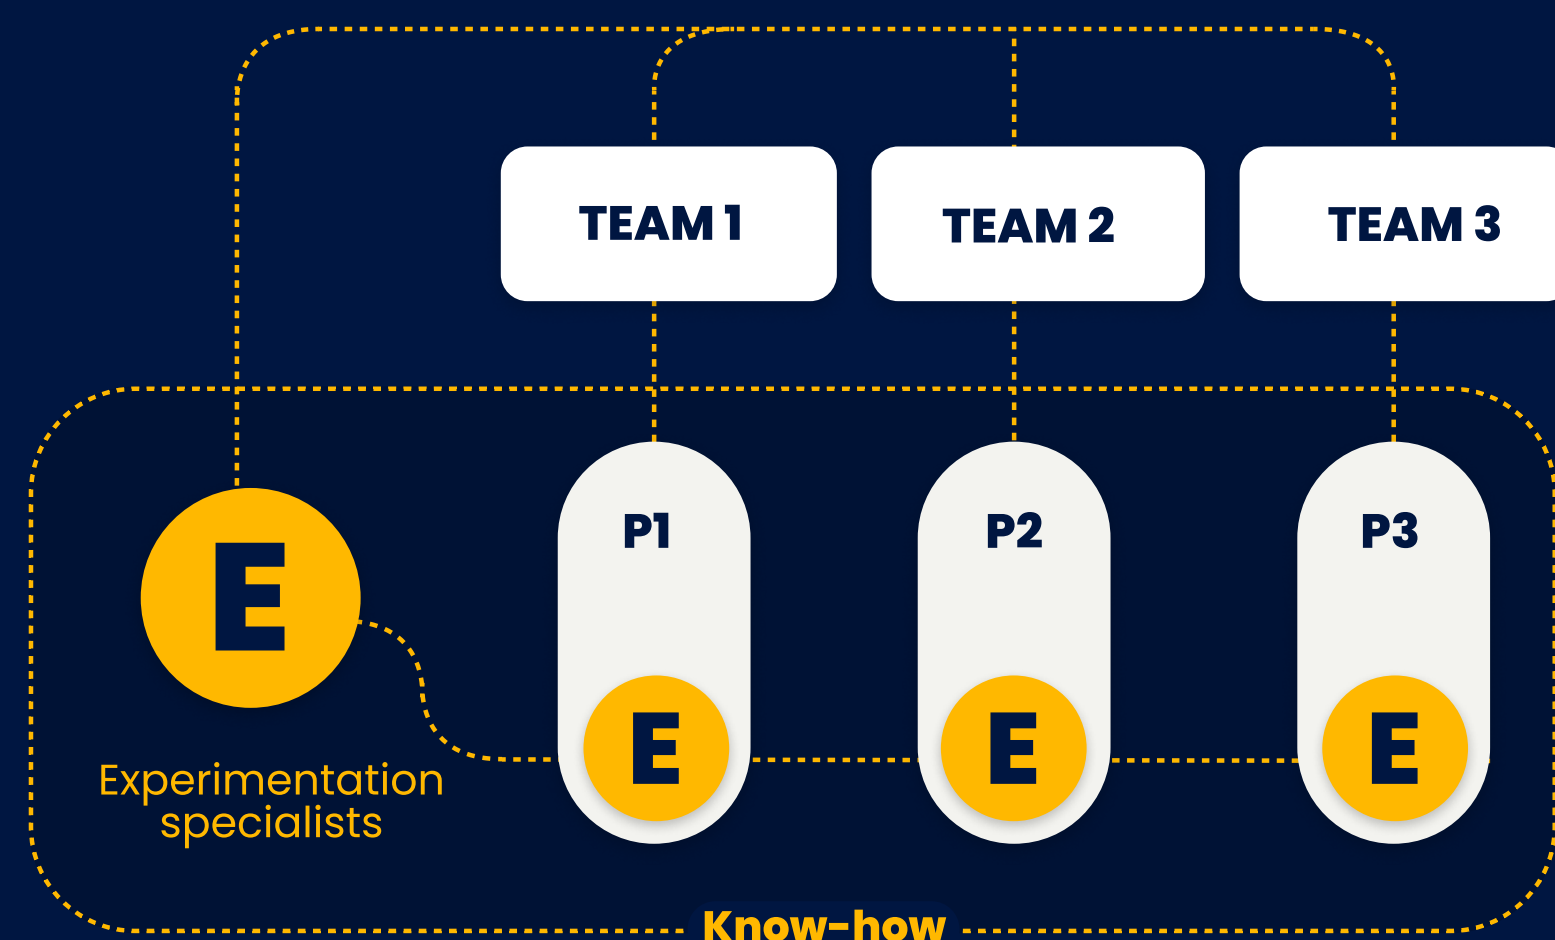 TEAM 1
TEAM 2
TEAM 3
P1
P2
P3
E
E
E
E
Experimentation
specialists
Know-how